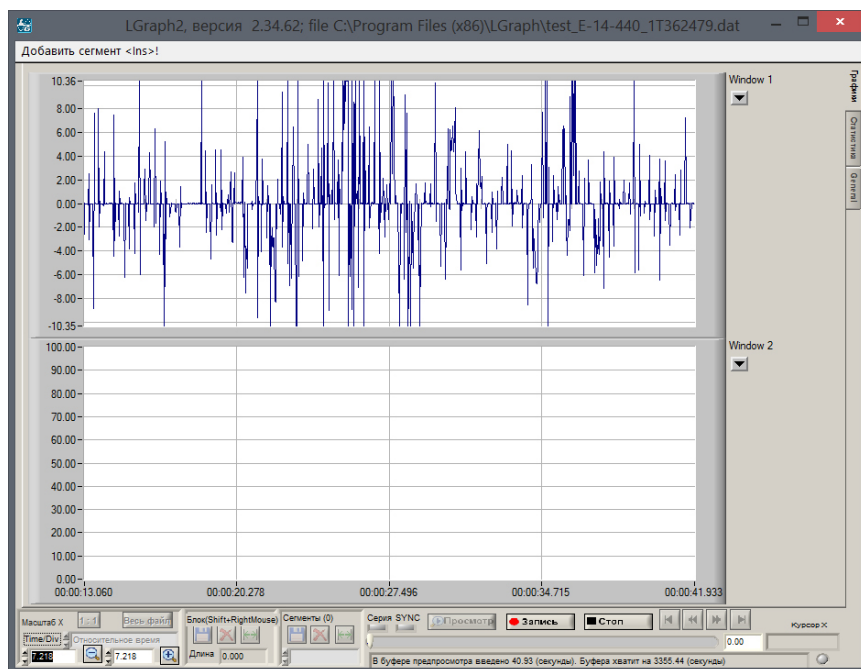 LGraph2, версия 2.34.62; file C:\Program Files (x86)\LGraph\test_E-14-440_1T362479.dat
Добавить сегмент <Ins>!
10.36
8.00
6.00
4.00
2.00
0.00
-2.00
-4.00
-6.00
-8.00
-10.35
Window 1
Графики
Статистика
General
100.00
90.00
80.00
70.00
60.00
50.00
40.00
30.00
20.00
10.00
0.00
Window 2
00:00:13.060 00:00:20.278 00:00:27.496 00:00:34.715 00:00:41.933
Масштаб X 1 : 1 Весь файл Блок(Shift+RightMouse) Сегменты (0) Серия SYNC Просмотр Запись Стоп Курсор X
Time/Div Относительное время 0.00
7.218 7.218 Длина 0.000 В буфере предпросмотра введено 40.93 (секунды). Буфера хватит на 3355.44 (секунды)